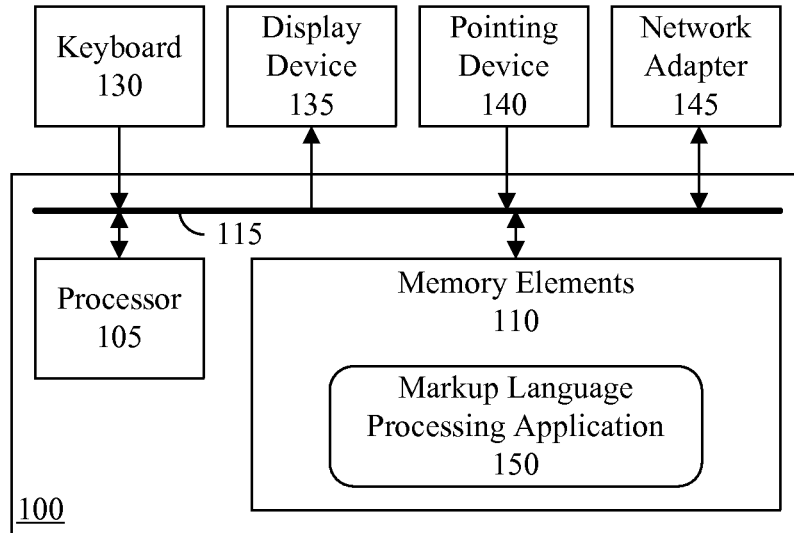 Keyboard
130
Display
Device
135
Pointing
Device
140
Network
Adapter
145
115
Processor
105
Memory Elements
110
Markup Language
Processing Application
150
100